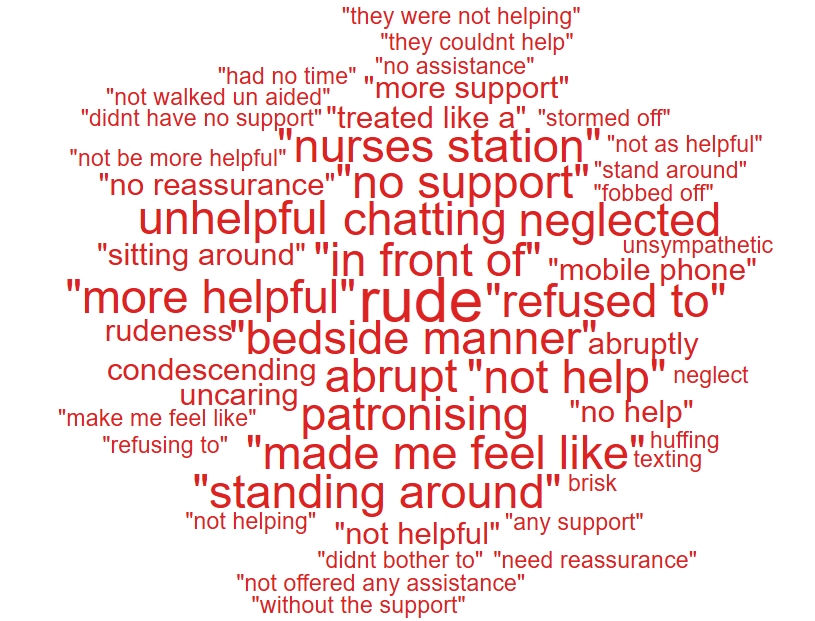 "they were not helping"
"they couldnt help"
"had no time" "no assistance"
"not walked un aided" "more support"
"didnt have no support" "treated like a" "stormed off"
"nurses station" "not as helpful"
"not be more helpful" "stand around"
"no reassurance" "no support" "fobbed off"
unhelpful chatting neglected
"sitting around" "in front of" unsympathetic
"mobile phone"
"more helpful" rude "refused to"
rudeness "bedside manner" abruptly
condescending abrupt "not help" neglect
uncaring
"make me feel like" patronising "no help"
"refusing to" "made me feel like" huffing
texting
"standing around" brisk
"not helping" "not helpful" "any support"
"didnt bother to" "need reassurance"
"not offered any assistance"
"without the support"